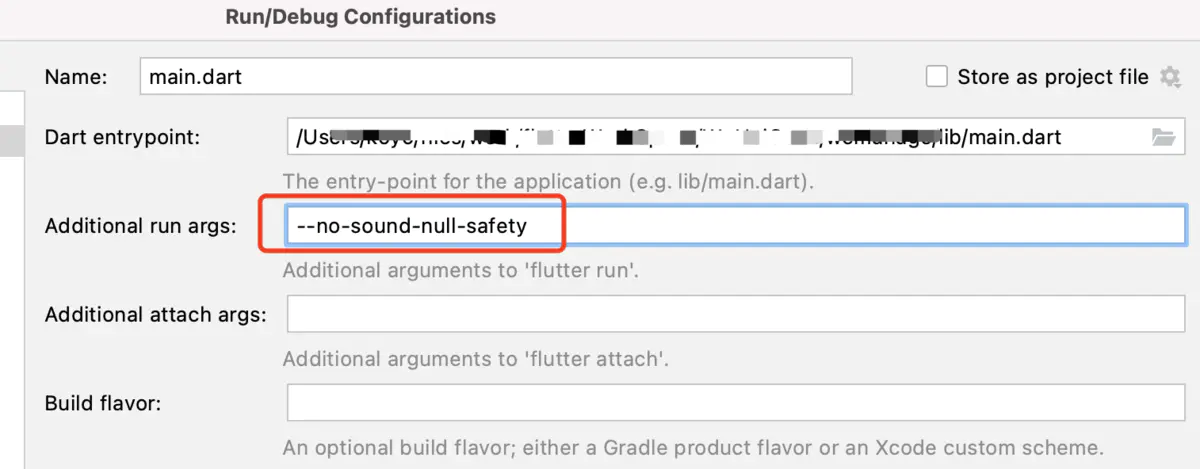 Run/Debug Configurations
Name: main.dart Store as project file
Dart entrypoint: lib/main.dart
The entry-point for the application (e.g. lib/main.dart).
Additional run args: --no-sound-null-safety
Additional arguments to 'flutter run'.
Additional attach args:
Additional arguments to 'flutter attach'.
Build flavor:
An optional build flavor; either a Gradle product flavor or an Xcode custom scheme.